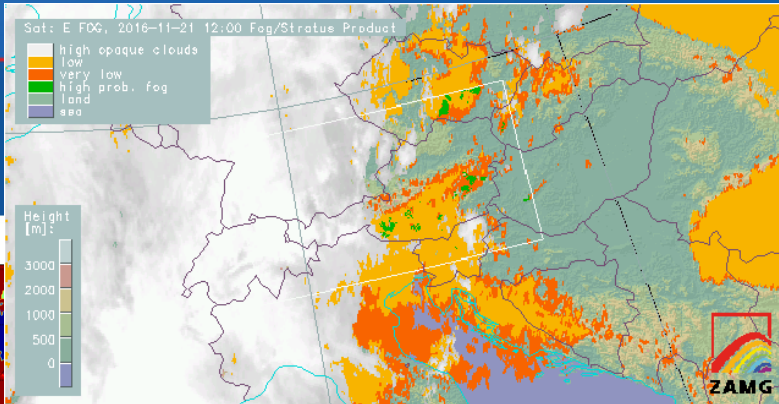 Sat: E FOG, 2016-11-21 12:00 Fog/Stratus Product
high opaque clouds
low
very low
high prob. fog
land
sea
Height
[m]:
3000
2000
1000
500
0
ZAMG